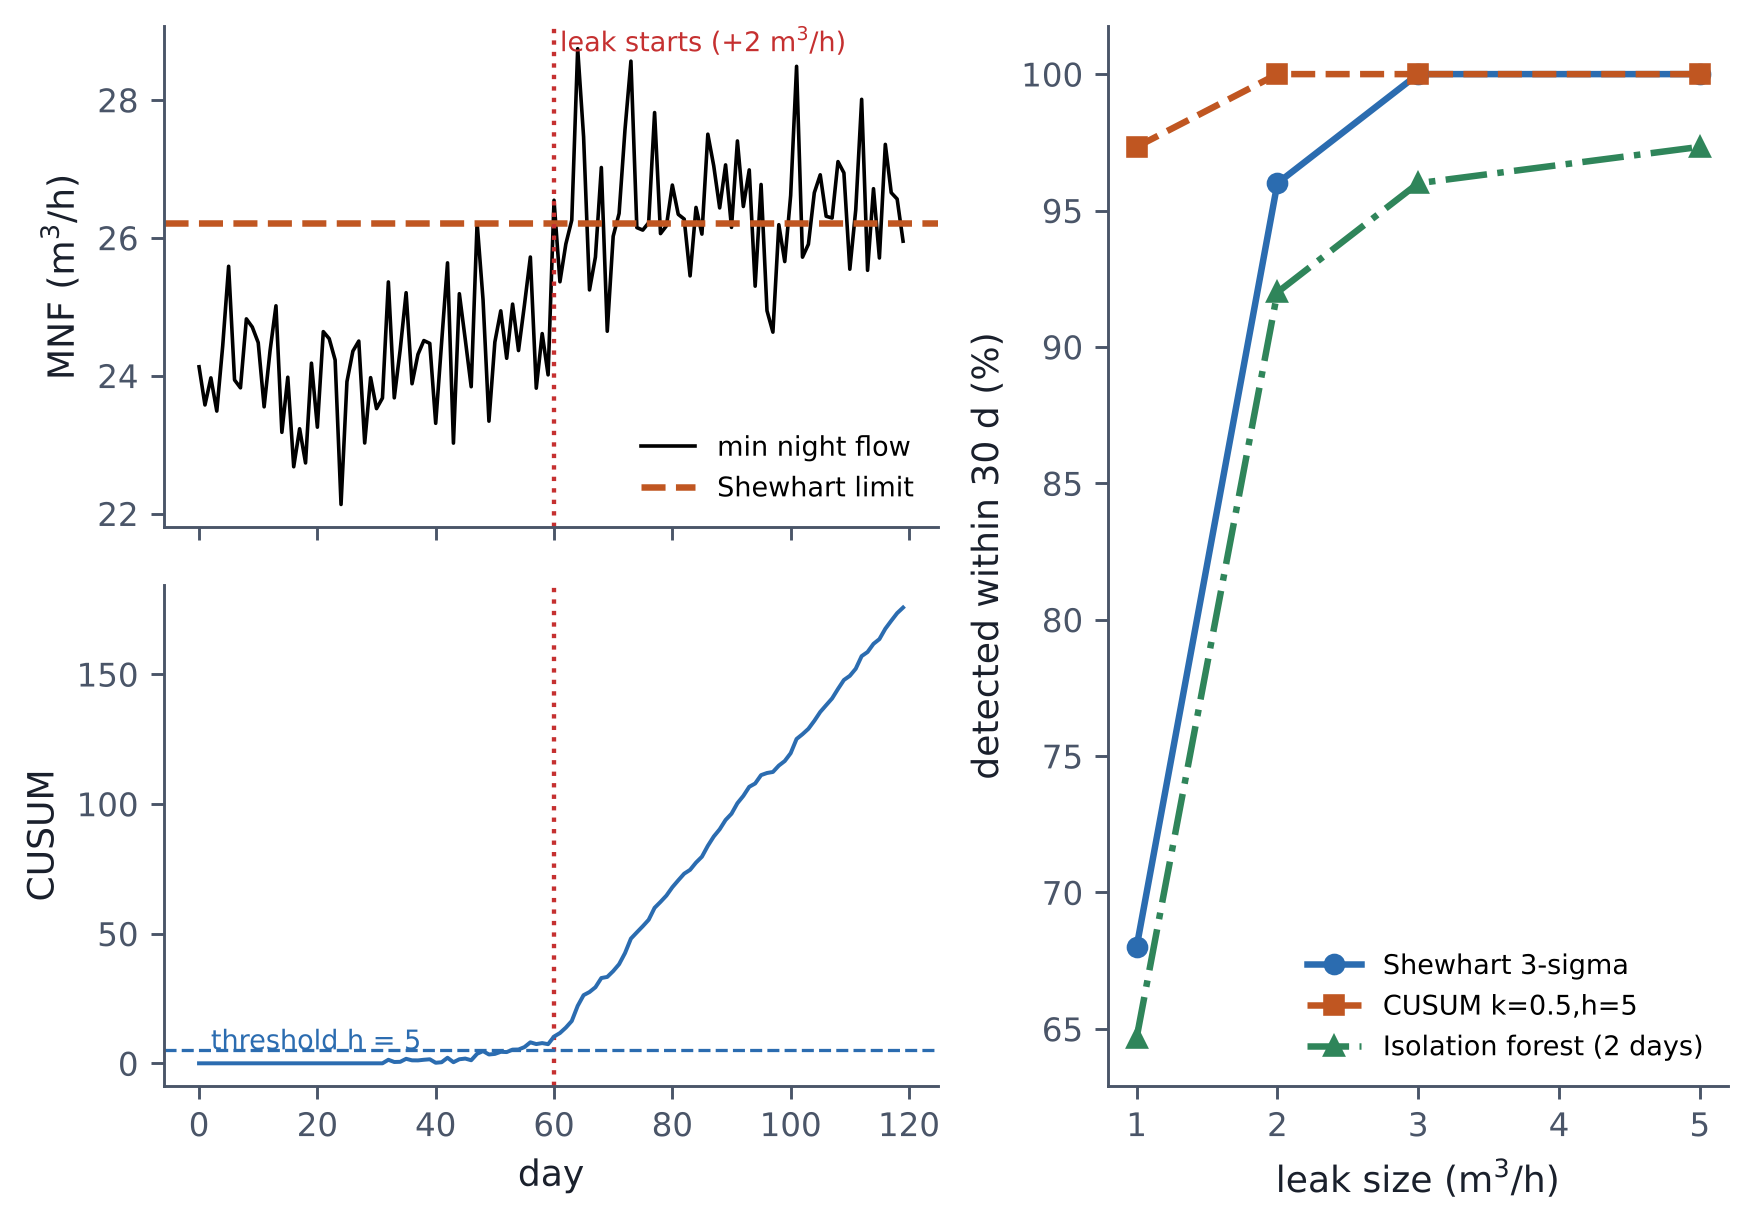 leak starts (+2 m³/h)
28
26
24
22
MNF (m³/h)
min night flow
Shewhart limit
150
100
50
0
CUSUM
threshold h = 5
0 20 40 60 80 100 120
day
100
95
90
85
80
75
70
65
detected within 30 d (%)
Shewhart 3-sigma
CUSUM k=0.5,h=5
Isolation forest (2 days)
1 2 3 4 5
leak size (m³/h)